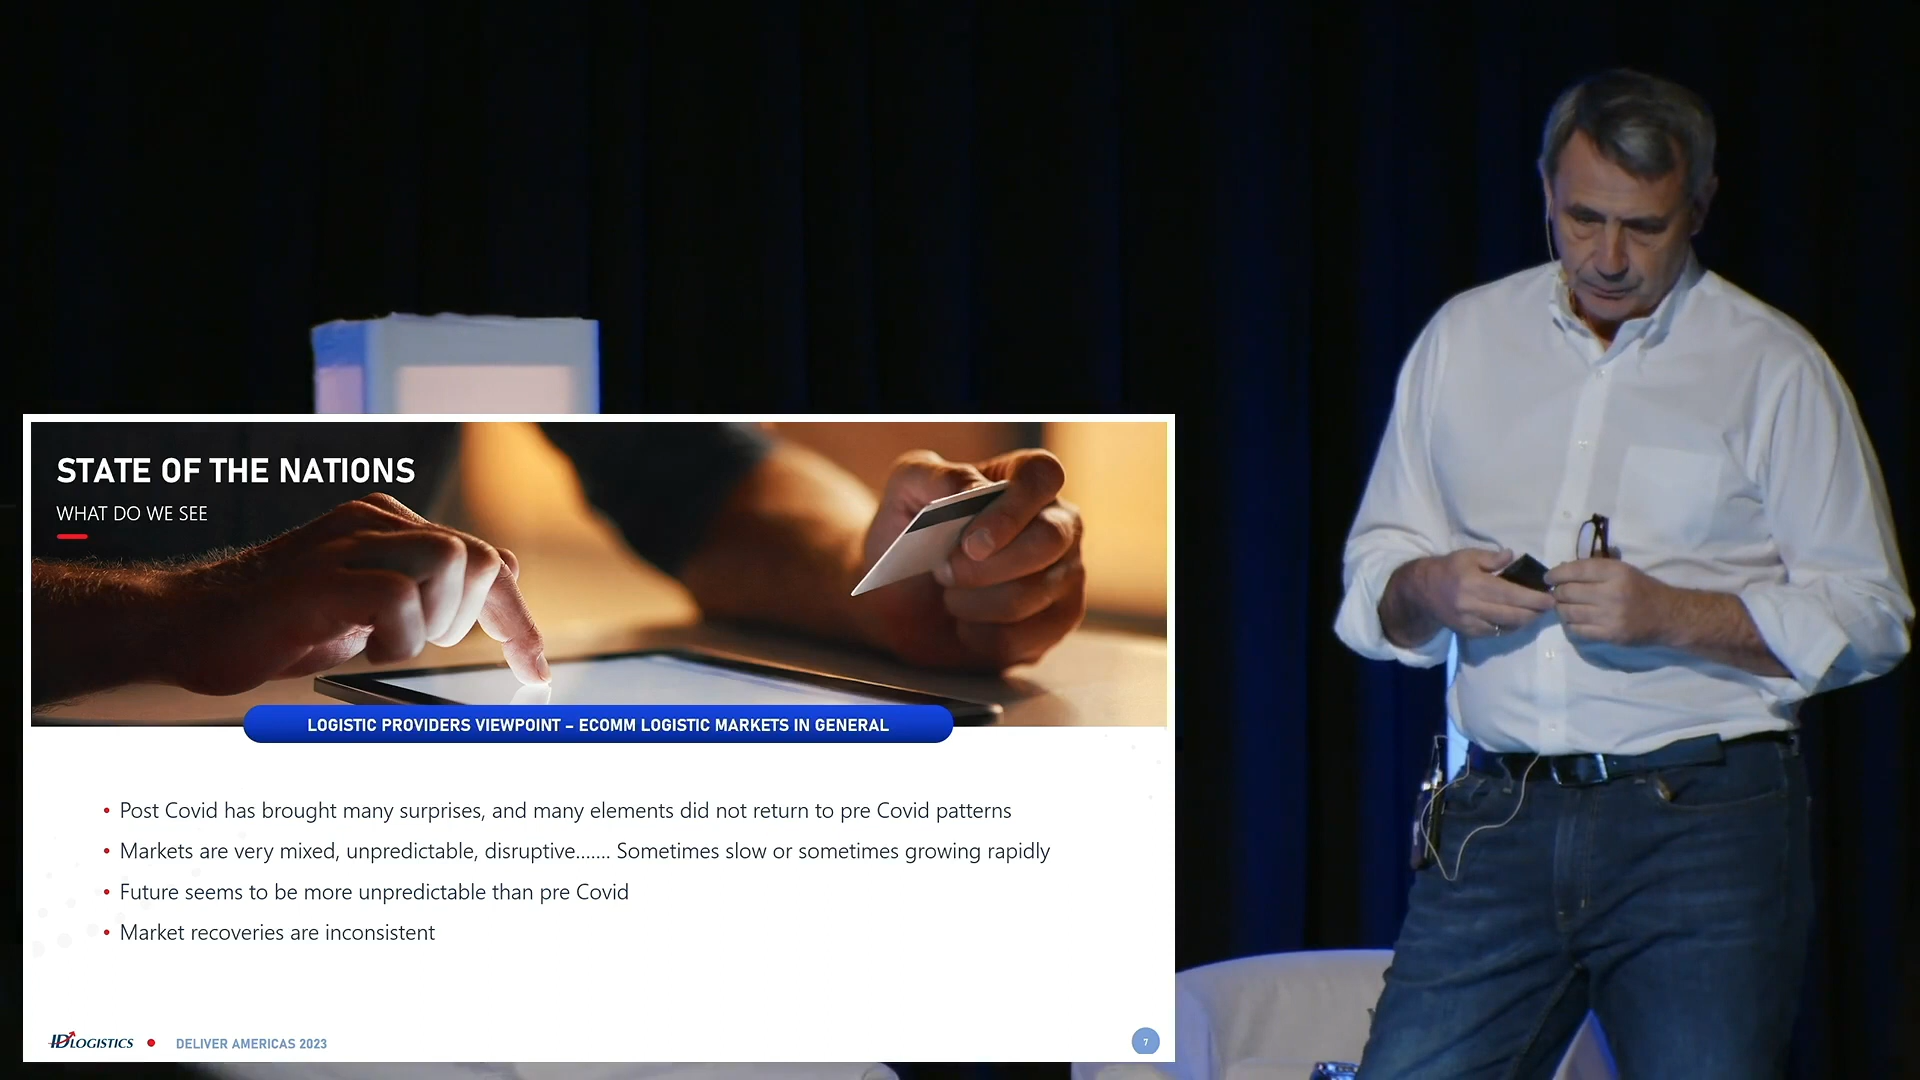 STATE OF THE NATIONS
WHAT DO WE SEE
LOGISTIC PROVIDERS VIEWPOINT – ECOMM LOGISTIC MARKETS IN GENERAL
• Post Covid has brought many surprises, and many elements did not return to pre Covid patterns
• Markets are very mixed, unpredictable, disruptive....... Sometimes slow or sometimes growing rapidly
• Future seems to be more unpredictable than pre Covid
• Market recoveries are inconsistent
ID LOGISTICS • DELIVER AMERICAS 2023
7